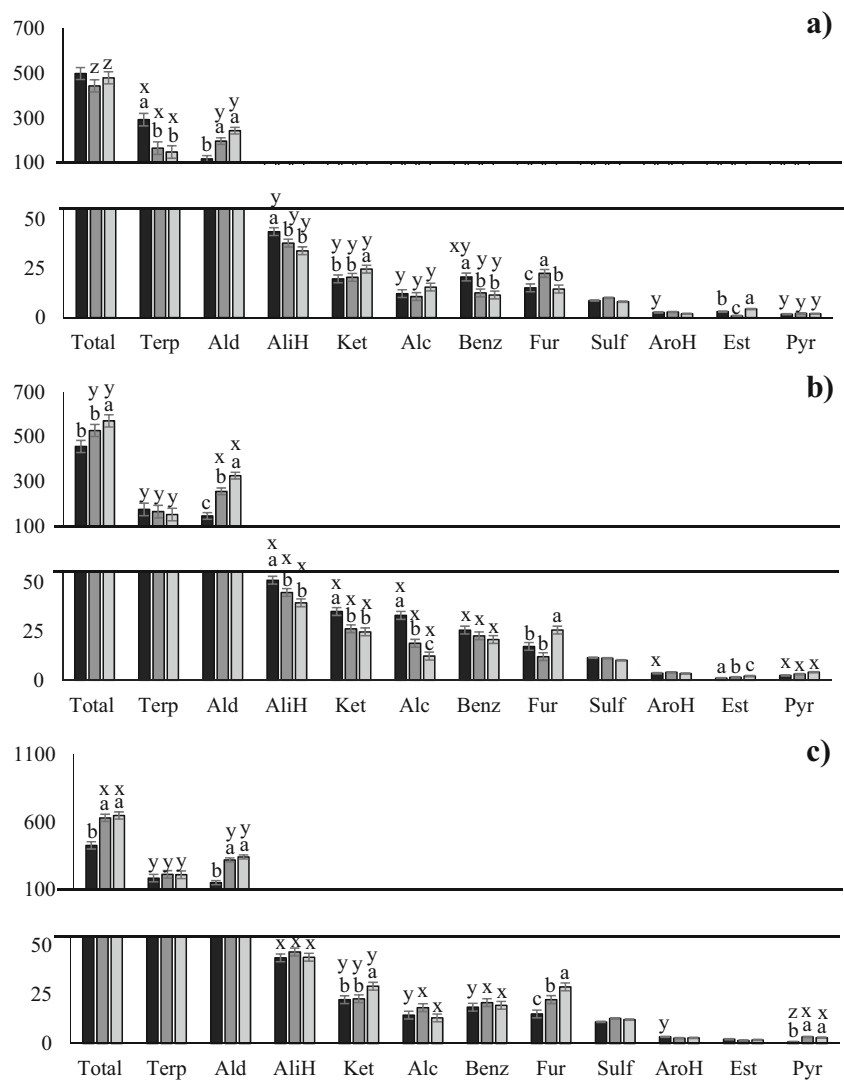 a)
700
500
300
100
z z
x
a
x
b
x
b
b
y
a
y
a
50
25
0
y
a
y
b
y
b
y y y
b b a
y y y
xy
a
y
b
y
b
c a b
y
b c a
y y y
Total Terp Ald AliH Ket Alc Benz Fur Sulf AroH Est Pyr
b)
700
500
300
100
y y
b b a
y y y
x x
c b a
50
25
0
x x x
a b b
x x x
a b b
x x x
a b c
x x x
b b a
x
a b c
x x x
Total Terp Ald AliH Ket Alc Benz Fur Sulf AroH Est Pyr
c)
1100
600
100
x x
b a a
y y y
y y
b a a
50
25
0
x x x
y y y
b b a
y x x
y x x
c b a
y
z x x
b a a
Total Terp Ald AliH Ket Alc Benz Fur Sulf AroH Est Pyr